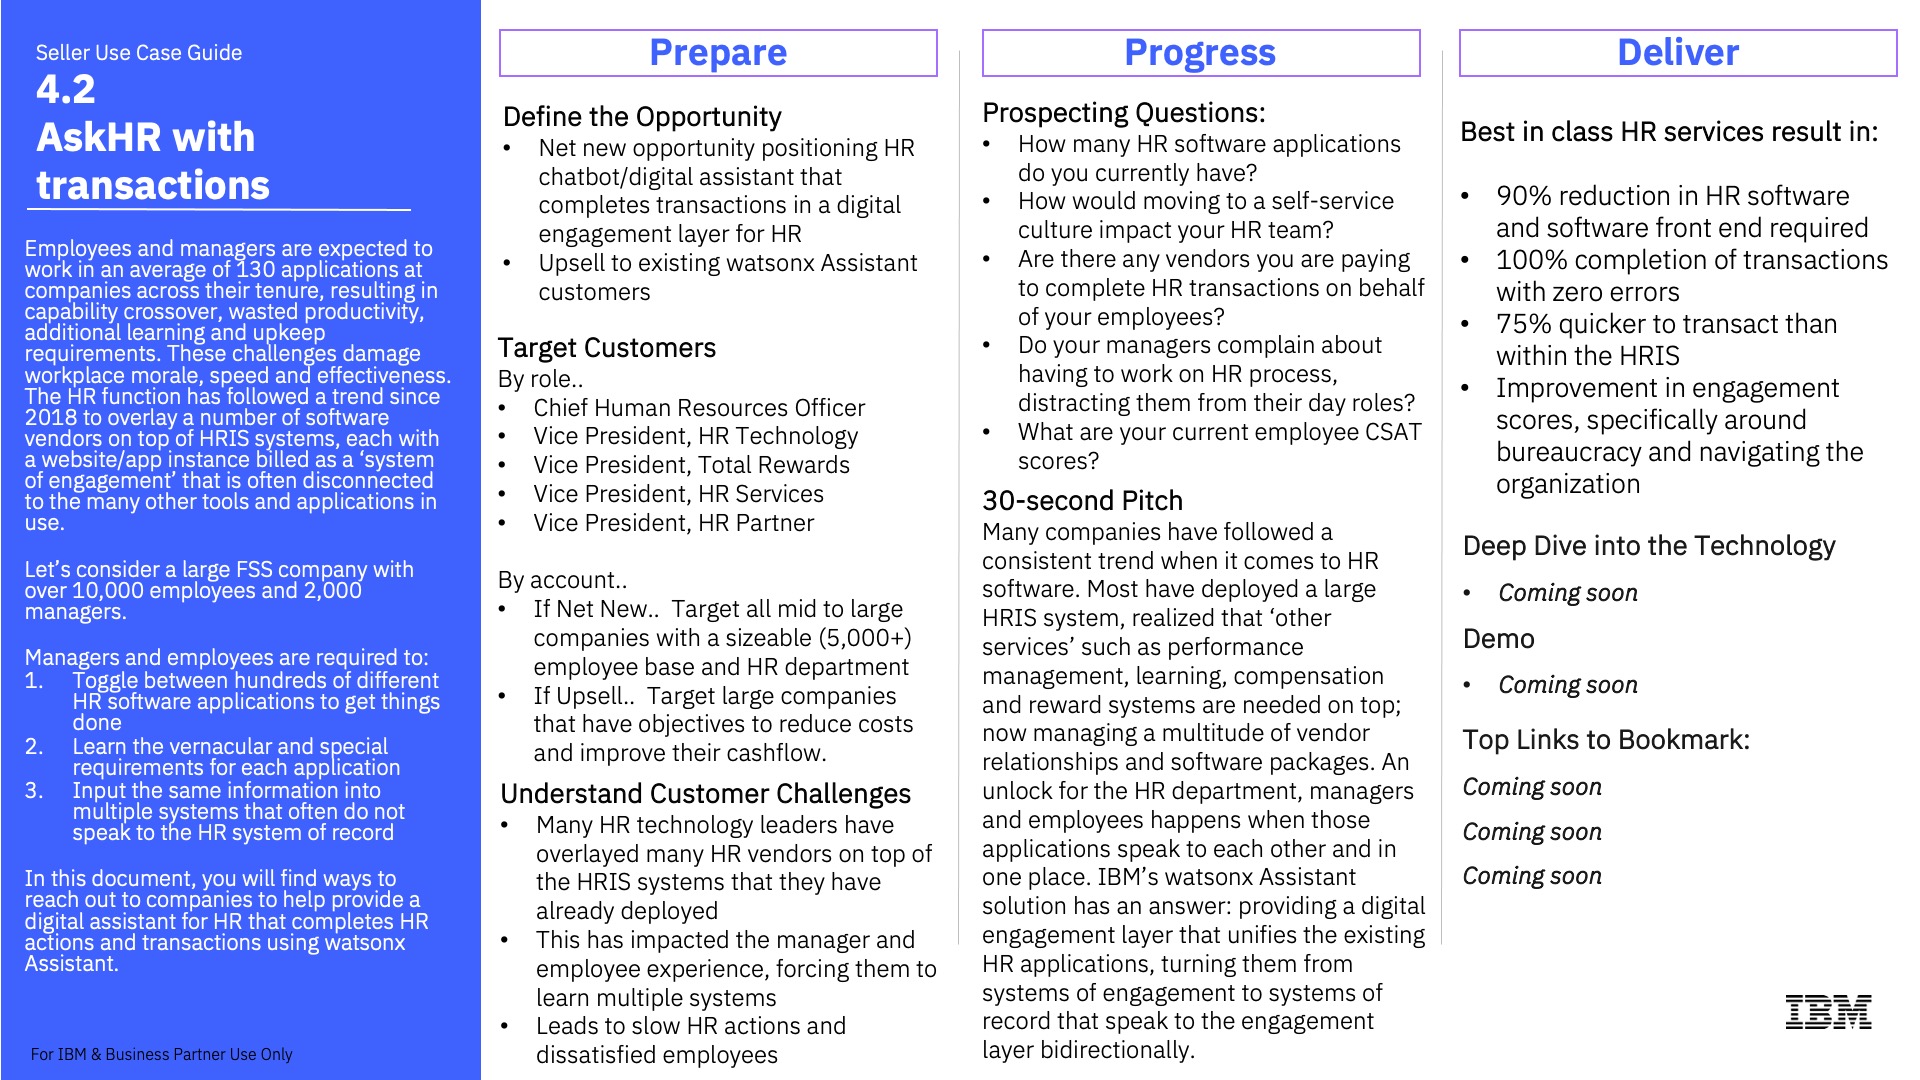 Seller Use Case Guide
4.2
AskHR with
transactions
Employees and managers are expected to
work in an average of 130 applications at
companies across their tenure, resulting in
capability crossover, wasted productivity,
additional learning and upkeep
requirements. These challenges damage
workplace morale, speed and effectiveness.
The HR function has followed a trend since
2018 to overlay a number of software
vendors on top of HRIS systems, each with
a website/app instance billed as a ‘system
of engagement’ that is often disconnected
to the many other tools and applications in
use.
Let’s consider a large FSS company with
over 10,000 employees and 2,000
managers.
Managers and employees are required to:
1. Toggle between hundreds of different
HR software applications to get things
done
2. Learn the vernacular and special
requirements for each application
3. Input the same information into
multiple systems that often do not
speak to the HR system of record
In this document, you will find ways to
reach out to companies to help provide a
digital assistant for HR that completes HR
actions and transactions using watsonx
Assistant.
For IBM & Business Partner Use Only
Prepare
Define the Opportunity
• Net new opportunity positioning HR
chatbot/digital assistant that
completes transactions in a digital
engagement layer for HR
• Upsell to existing watsonx Assistant
customers
Target Customers
By role..
• Chief Human Resources Officer
• Vice President, HR Technology
• Vice President, Total Rewards
• Vice President, HR Services
• Vice President, HR Partner
By account..
• If Net New.. Target all mid to large
companies with a sizeable (5,000+)
employee base and HR department
• If Upsell.. Target large companies
that have objectives to reduce costs
and improve their cashflow.
Understand Customer Challenges
• Many HR technology leaders have
overlayed many HR vendors on top of
the HRIS systems that they have
already deployed
• This has impacted the manager and
employee experience, forcing them to
learn multiple systems
• Leads to slow HR actions and
dissatisfied employees
Progress
Prospecting Questions:
• How many HR software applications
do you currently have?
• How would moving to a self-service
culture impact your HR team?
• Are there any vendors you are paying
to complete HR transactions on behalf
of your employees?
• Do your managers complain about
having to work on HR process,
distracting them from their day roles?
• What are your current employee CSAT
scores?
30-second Pitch
Many companies have followed a
consistent trend when it comes to HR
software. Most have deployed a large
HRIS system, realized that ‘other
services’ such as performance
management, learning, compensation
and reward systems are needed on top;
now managing a multitude of vendor
relationships and software packages. An
unlock for the HR department, managers
and employees happens when those
applications speak to each other and in
one place. IBM’s watsonx Assistant
solution has an answer: providing a digital
engagement layer that unifies the existing
HR applications, turning them from
systems of engagement to systems of
record that speak to the engagement
layer bidirectionally.
Deliver
Best in class HR services result in:
• 90% reduction in HR software
and software front end required
• 100% completion of transactions
with zero errors
• 75% quicker to transact than
within the HRIS
• Improvement in engagement
scores, specifically around
bureaucracy and navigating the
organization
Deep Dive into the Technology
• Coming soon
Demo
• Coming soon
Top Links to Bookmark:
Coming soon
Coming soon
Coming soon
IBM